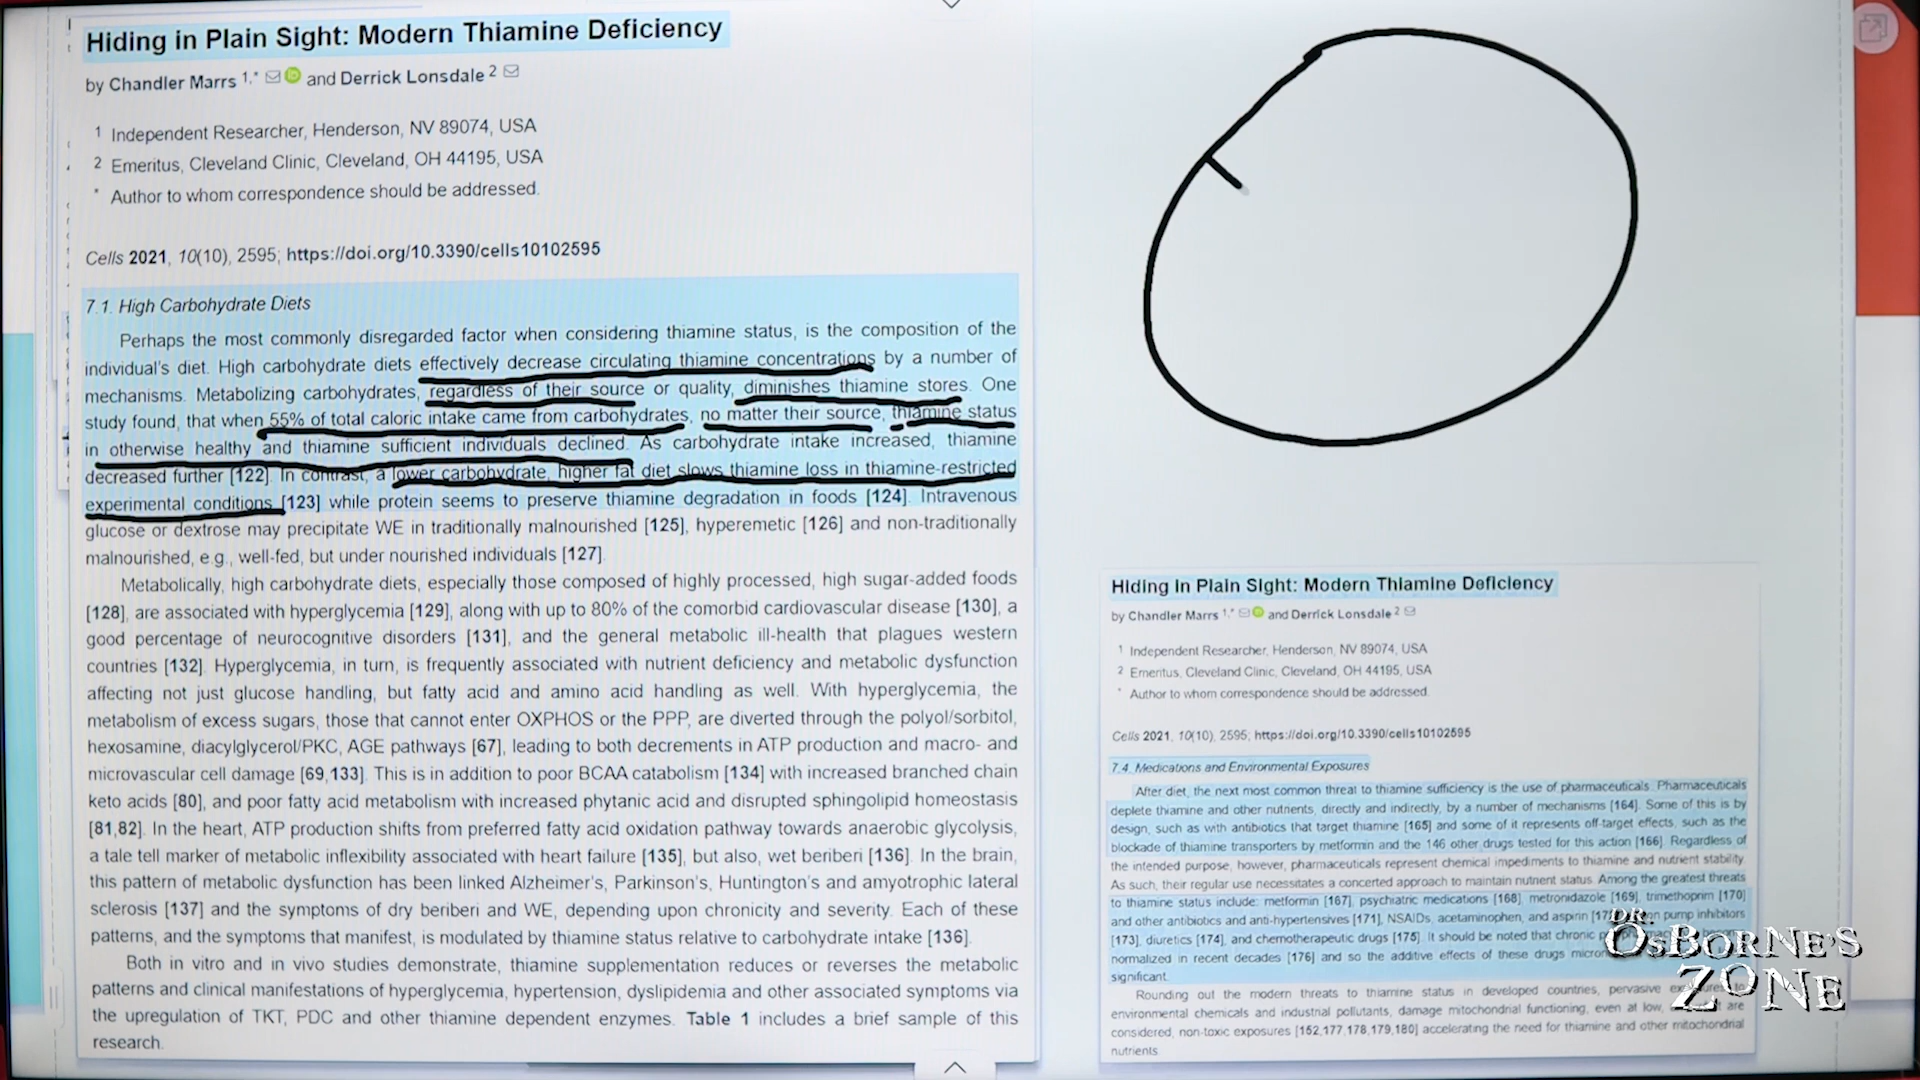 Hiding in Plain Sight: Modern Thiamine Deficiency
by Chandler Marrs 1,* and Derrick Lonsdale 2
1 Independent Researcher, Henderson, NV 89074, USA
2 Emeritus, Cleveland Clinic, Cleveland, OH 44195, USA
* Author to whom correspondence should be addressed.
Cells 2021, 10(10), 2595; https://doi.org/10.3390/cells10102595
7.1. High Carbohydrate Diets
Perhaps the most commonly disregarded factor when considering thiamine status, is the composition of the
individual's diet. High carbohydrate diets effectively decrease circulating thiamine concentrations by a number of
mechanisms. Metabolizing carbohydrates, regardless of their source or quality, diminishes thiamine stores. One
study found, that when 55% of total caloric intake came from carbohydrates, no matter their source, thiamine status
in otherwise healthy and thiamine sufficient individuals declined. As carbohydrate intake increased, thiamine
decreased further [122]. In contrast, a lower carbohydrate, higher fat diet slows thiamine loss in thiamine-restricted
experimental conditions [123] while protein seems to preserve thiamine degradation in foods [124]. Intravenous
glucose or dextrose may precipitate WE in traditionally malnourished [125], hyperemetic [126] and non-traditionally
malnourished, e.g., well-fed, but under nourished individuals [127].
Metabolically, high carbohydrate diets, especially those composed of highly processed, high sugar-added foods
[128], are associated with hyperglycemia [129], along with up to 80% of the comorbid cardiovascular disease [130], a
good percentage of neurocognitive disorders [131], and the general metabolic ill-health that plagues western
countries [132]. Hyperglycemia, in turn, is frequently associated with nutrient deficiency and metabolic dysfunction
affecting not just glucose handling, but fatty acid and amino acid handling as well. With hyperglycemia, the
metabolism of excess sugars, those that cannot enter OXPHOS or the PPP, are diverted through the polyol/sorbitol,
hexosamine, diacylglycerol/PKC, AGE pathways [67], leading to both decrements in ATP production and macro- and
microvascular cell damage [69,133]. This is in addition to poor BCAA catabolism [134] with increased branched chain
keto acids [80], and poor fatty acid metabolism with increased phytanic acid and disrupted sphingolipid homeostasis
[81,82]. In the heart, ATP production shifts from preferred fatty acid oxidation pathway towards anaerobic glycolysis,
a tale tell marker of metabolic inflexibility associated with heart failure [135], but also, wet beriberi [136]. In the brain,
this pattern of metabolic dysfunction has been linked Alzheimer's, Parkinson's, Huntington's and amyotrophic lateral
sclerosis [137] and the symptoms of dry beriberi and WE, depending upon chronicity and severity. Each of these
patterns, and the symptoms that manifest, is modulated by thiamine status relative to carbohydrate intake [136].
Both in vitro and in vivo studies demonstrate, thiamine supplementation reduces or reverses the metabolic
patterns and clinical manifestations of hyperglycemia, hypertension, dyslipidemia and other associated symptoms via
the upregulation of TKT, PDC and other thiamine dependent enzymes. Table 1 includes a brief sample of this
research.
Hiding in Plain Sight: Modern Thiamine Deficiency
by Chandler Marrs 1,* and Derrick Lonsdale 2
1 Independent Researcher, Henderson, NV 89074, USA
2 Emeritus, Cleveland Clinic, Cleveland, OH 44195, USA
* Author to whom correspondence should be addressed.
Cells 2021, 10(10), 2595; https://doi.org/10.3390/cells10102595
7.4. Medications and Environmental Exposures
After diet, the next most common threat to thiamine sufficiency is the use of pharmaceuticals. Pharmaceuticals
deplete thiamine and other nutrients, directly and indirectly, by a number of mechanisms [164]. Some of this is by
design, such as with antibiotics that target thiamine [165] and some of it represents off-target effects, such as the
blockade of thiamine transporters by metformin and the 146 other drugs tested for this action [166]. Regardless of
the intended purpose, however, pharmaceuticals represent chemical impediments to thiamine and nutrient stability.
As such, their regular use necessitates a concerted approach to maintain nutrient status. Among the greatest threats
to thiamine status include: metformin [167], psychiatric medications [168], metronidazole [169], trimethoprim [170]
and other antibiotics and anti-hypertensives [171], NSAIDs, acetaminophen, and aspirin pump inhibitors
[173], diuretics [174], and chemotherapeutic drugs [175]. It should be noted that chronic
normalized in recent decades [176] and so the additive effects of these drugs
significant.
Rounding out the modern threats to thiamine status in developed countries, pervasive to
environmental chemicals and industrial pollutants, damage mitochondrial functioning, even at low, are
considered, non-toxic exposures [152,177,178,179,180] accelerating the need for thiamine and other mitochondrial
nutrients
DR.
OSBORNE'S
ZONE